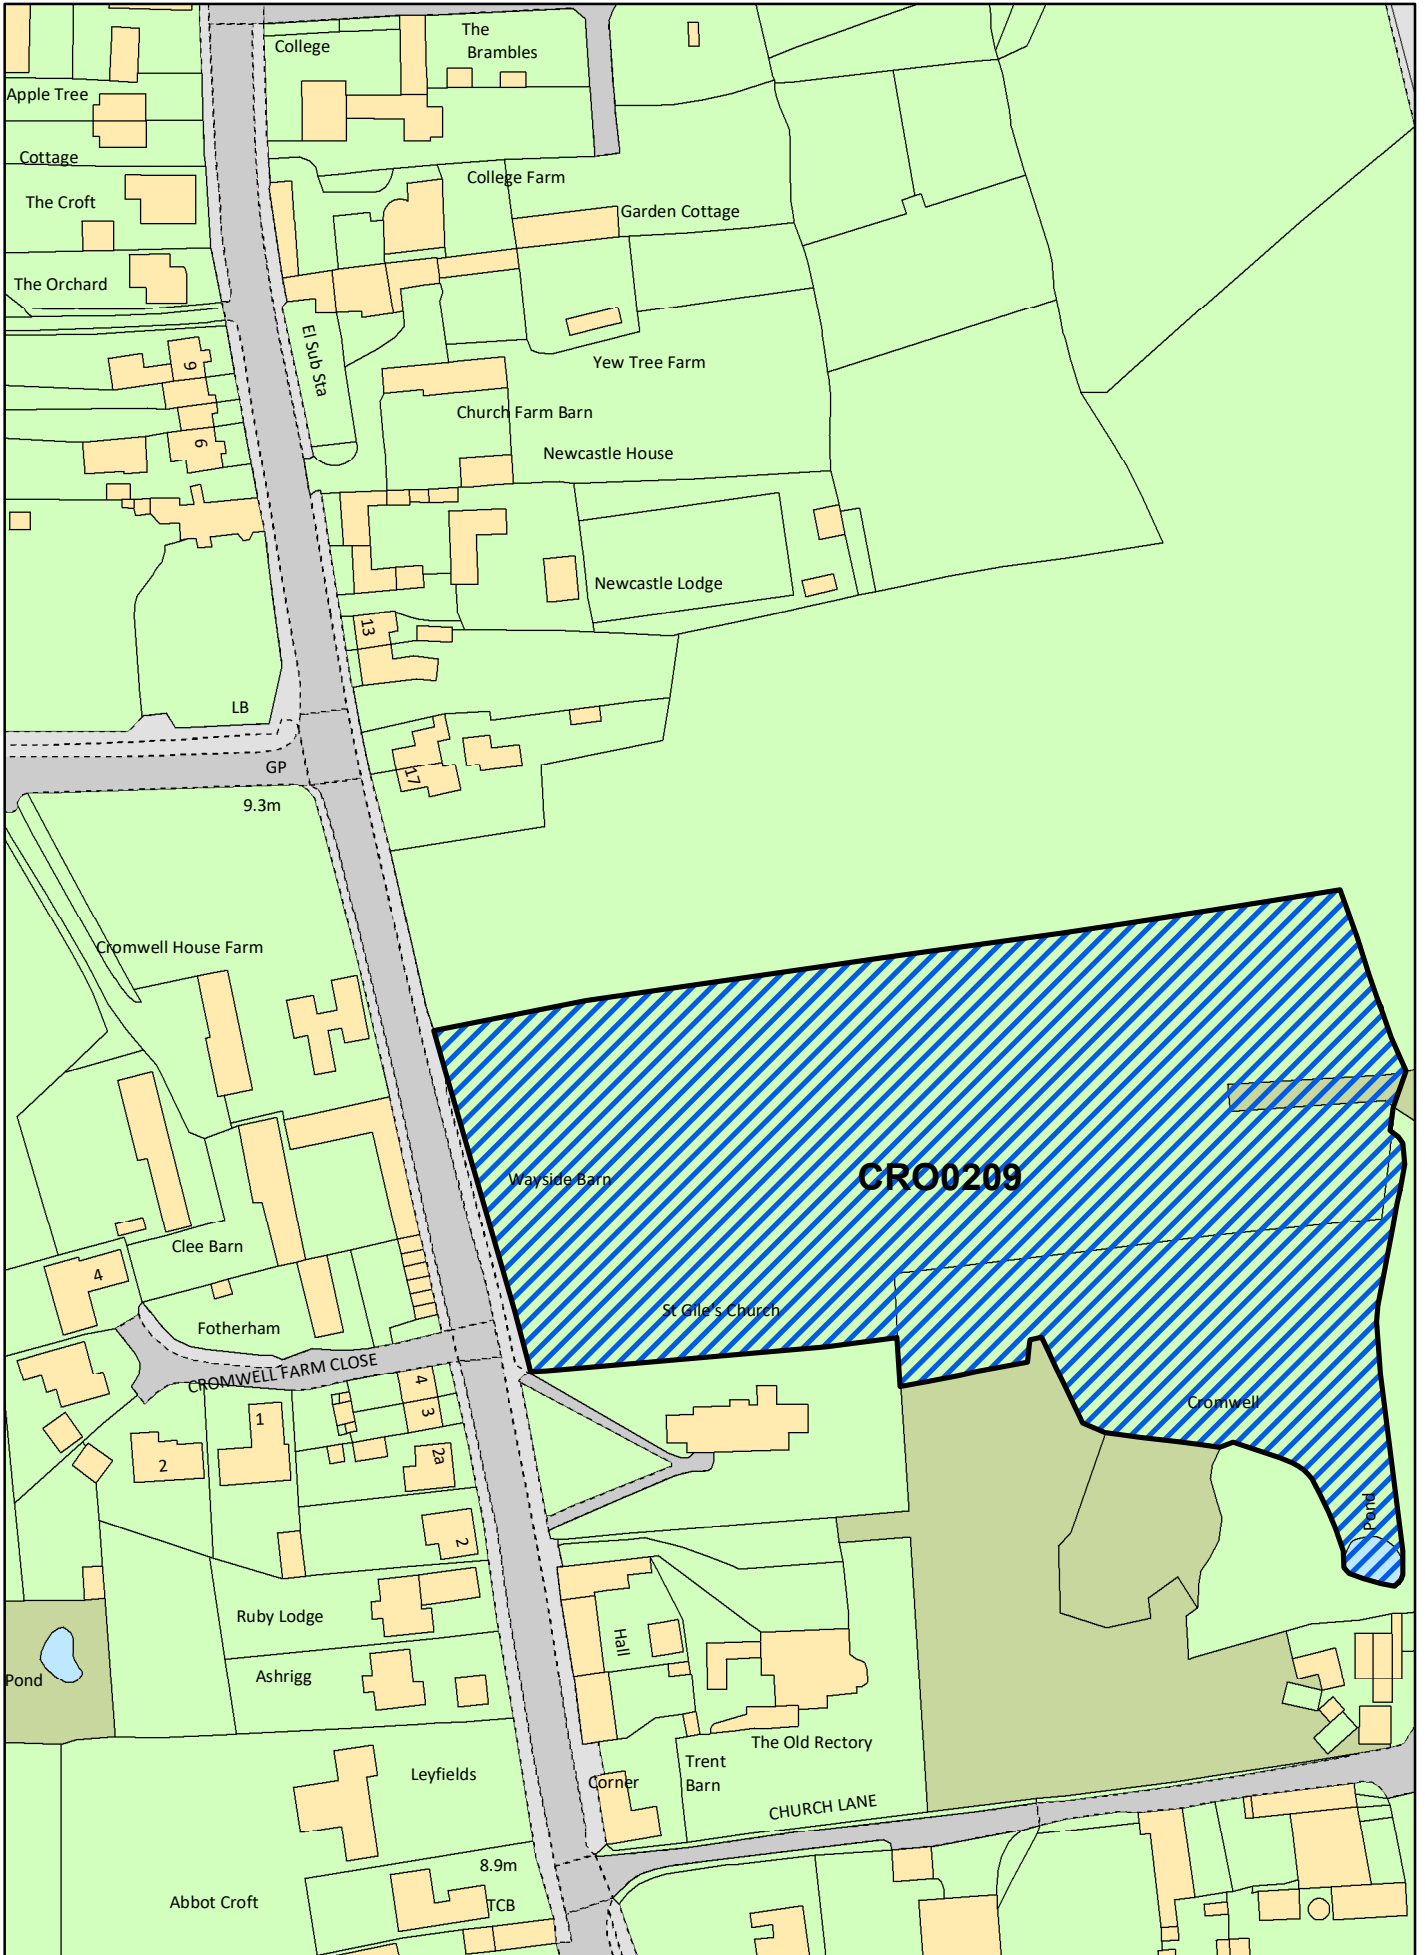 College
The
Brambles
Apple Tree
Cottage
College Farm
The Croft
Garden Cottage
The Orchard
El Sub Sta
9
Yew Tree Farm
Church Farm Barn
6
Newcastle House
Newcastle Lodge
13
LB
GP
17
9.3m
Cromwell House Farm
Wayside Barn
CRO0209
Clee Barn
4
St Gile's Church
Fotherham
CROMWELL FARM CLOSE
4
3
Cromwell
1
2a
2
Pond
2
Ruby Lodge
Hall
Ashrigg
Pond
The Old Rectory
Trent
Barn
Leyfields
Corner
CHURCH LANE
8.9m
Abbot Croft
TCB